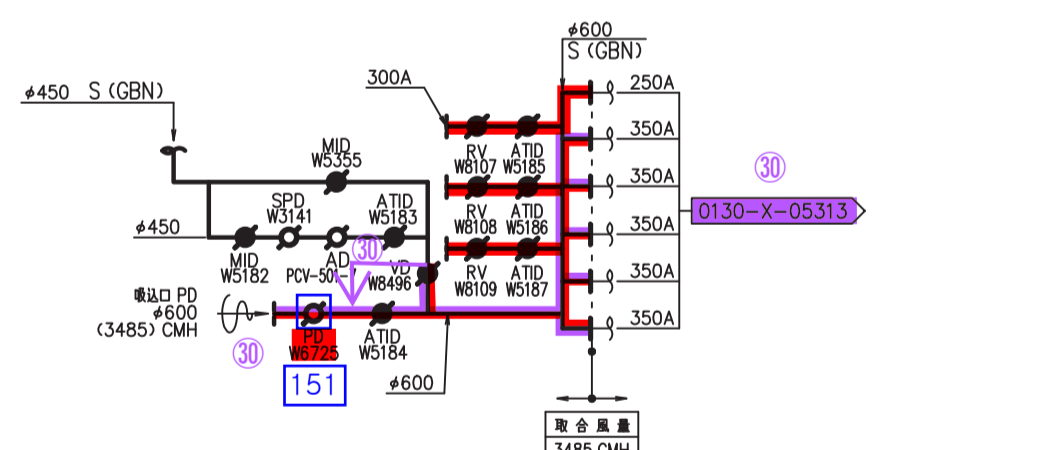 φ600
S (GBN)
300A
250A
φ450 S (GBN)
350A
MID
W5355
RV
W8107
ATID
W5185
350A
㉚
SPD
W3141
ATID
W5183
φ450
RV
W8108
ATID
W5186
350A
0130-X-05313
MID
W5182
AD
PCV-501-
㉚
VD
W8496
RV
W8109
ATID
W5187
350A
吸込口 PD
φ600
(3485) CMH
350A
㉚
PD
W6725
ATID
W5184
151
φ600
取合風量
3485 CMH